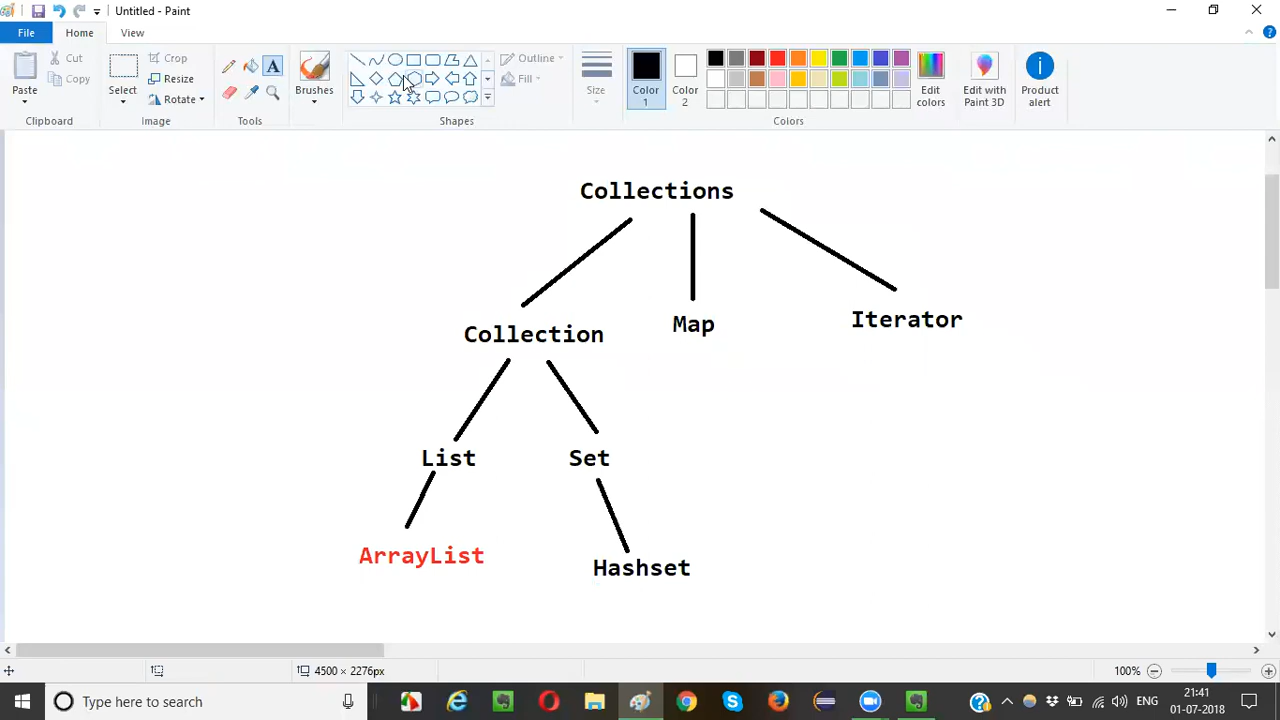 Untitled - Paint
File
Home
View
Paste
Cut
Copy
Clipboard
Select
Crop
Resize
Rotate
Image
A
Tools
Brushes
Shapes
Outline
Fill
Size
Color 1
Color 2
Edit colors
Colors
Edit with Paint 3D
Product alert
Collections
Collection
Map
Iterator
List
Set
ArrayList
Hashset
4500 × 2276px
100%
Type here to search
ENG
21:41
01-07-2018